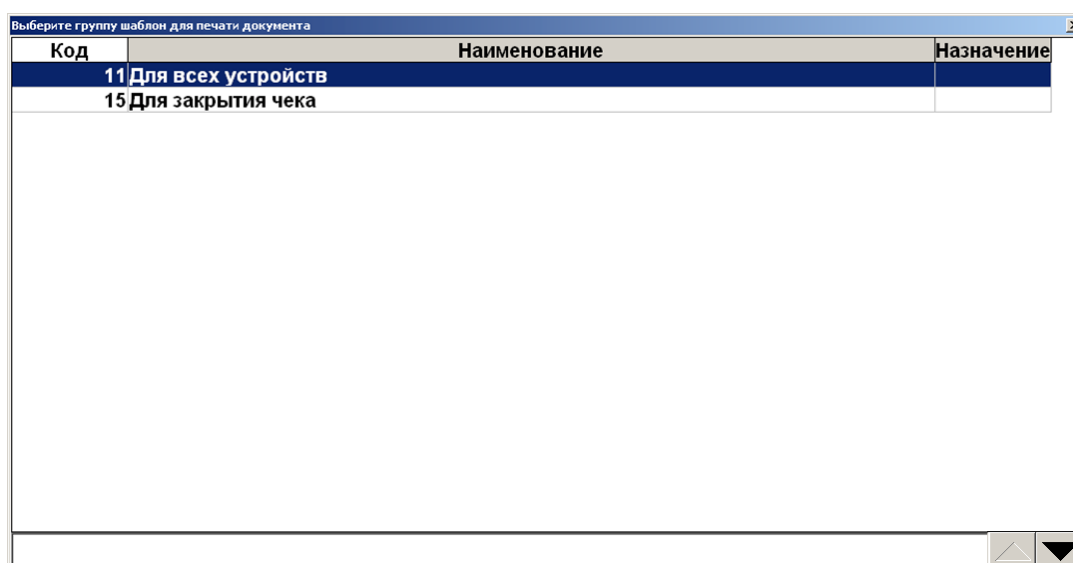 Выберите группу шаблон для печати документа
Код Наименование Назначение
11 Для всех устройств
15 Для закрытия чека